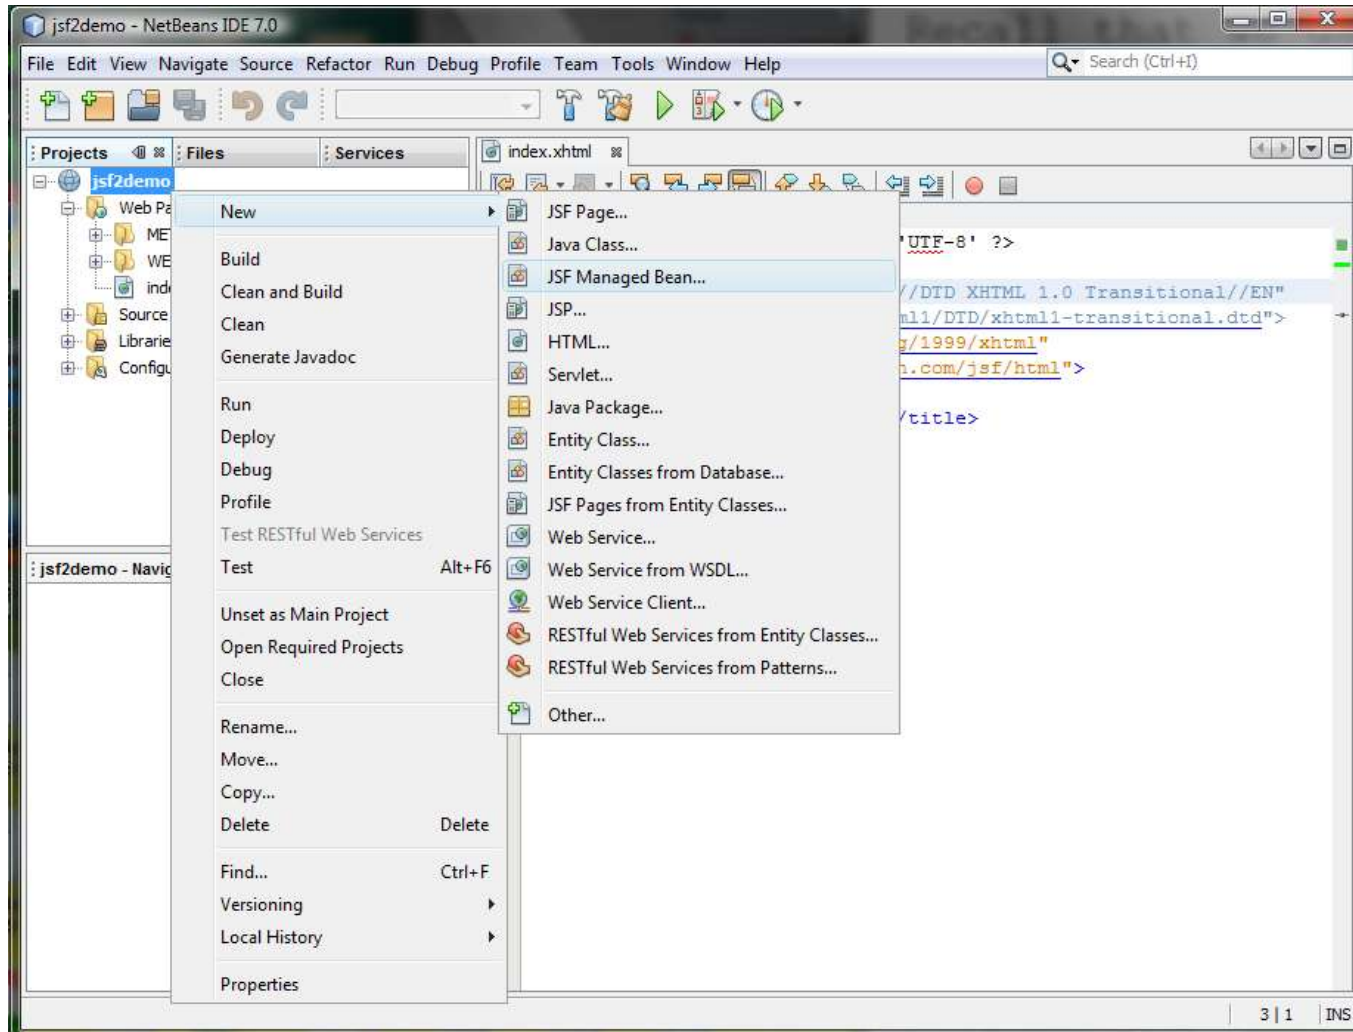 jsf2demo - NetBeans IDE 7.0
Recall that
File Edit View Navigate Source Refactor Run Debug Profile Team Tools Window Help
Search (Ctrl+I)
Projects Files Services
index.xhtml
jsf2demo
Web Pa
ME
WE
inde
Source
Librarie
Configu
New
Build
Clean and Build
Clean
Generate Javadoc
Run
Deploy
Debug
Profile
Test RESTful Web Services
Test Alt+F6
Unset as Main Project
Open Required Projects
Close
Rename...
Move...
Copy...
Delete Delete
Find... Ctrl+F
Versioning
Local History
Properties
JSF Page...
Java Class...
JSF Managed Bean...
JSP...
HTML...
Servlet...
Java Package...
Entity Class...
Entity Classes from Database...
JSF Pages from Entity Classes...
Web Service...
Web Service from WSDL...
Web Service Client...
RESTful Web Services from Entity Classes...
RESTful Web Services from Patterns...
Other...
'UTF-8' ?>
//DTD XHTML 1.0 Transitional//EN"
ml1/DTD/xhtml1-transitional.dtd">
g/1999/xhtml"
n.com/jsf/html">
/title>
jsf2demo - Navig
3|1 INS